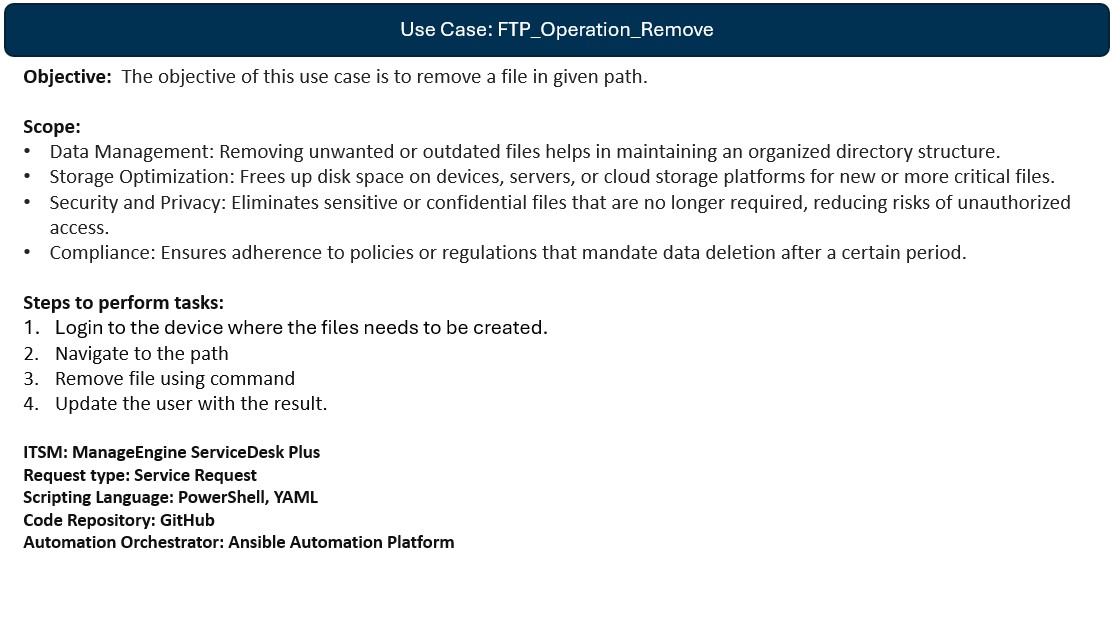 Use Case: FTP_Operation_Remove
Objective: The objective of this use case is to remove a file in given path.
Scope:
• Data Management: Removing unwanted or outdated files helps in maintaining an organized directory structure.
• Storage Optimization: Frees up disk space on devices, servers, or cloud storage platforms for new or more critical files.
• Security and Privacy: Eliminates sensitive or confidential files that are no longer required, reducing risks of unauthorized
access.
• Compliance: Ensures adherence to policies or regulations that mandate data deletion after a certain period.
Steps to perform tasks:
1. Login to the device where the files needs to be created.
2. Navigate to the path
3. Remove file using command
4. Update the user with the result.
ITSM: ManageEngine ServiceDesk Plus
Request type: Service Request
Scripting Language: PowerShell, YAML
Code Repository: GitHub
Automation Orchestrator: Ansible Automation Platform